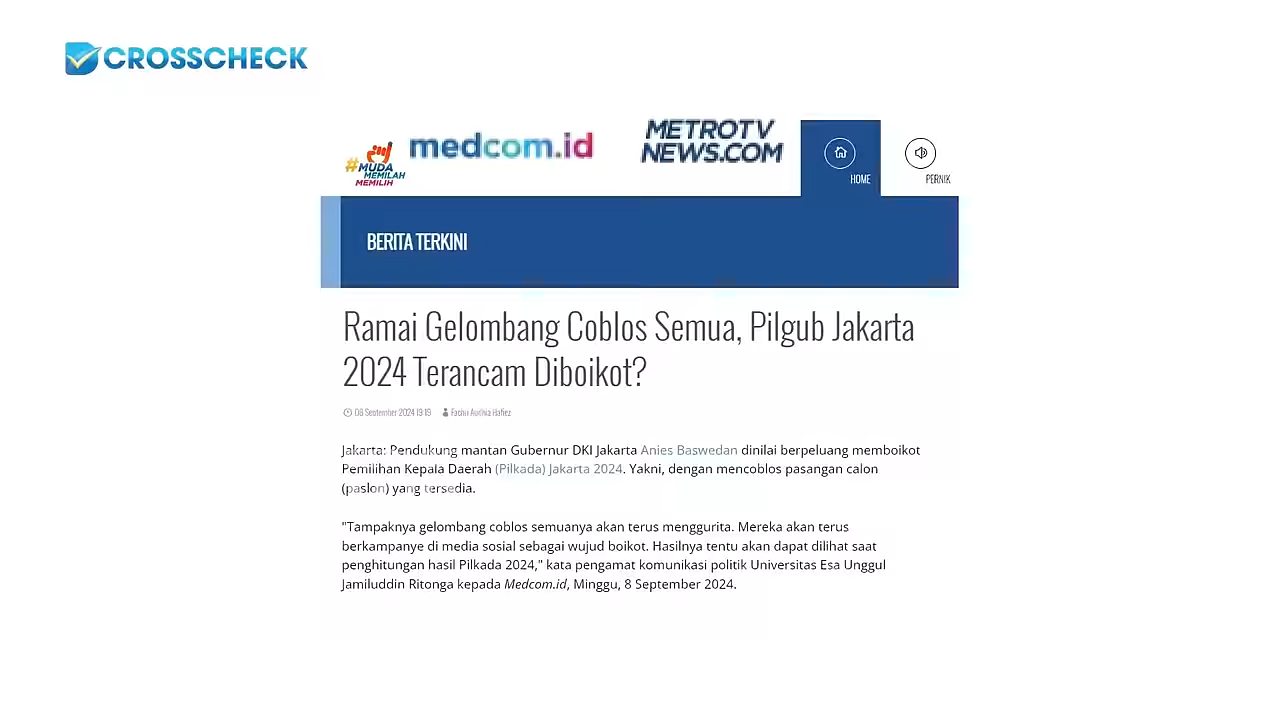 CROSSCHECK
#MUDA
MEMILAH
MEMILIH
medcom.id
METROTV
NEWS.COM
HOME
PERNIK
BERITA TERKINI
Ramai Gelombang Coblos Semua, Pilgub Jakarta
2024 Terancam Diboikot?
08 September 2024 19:19
Jakarta: Pendukung mantan Gubernur DKI Jakarta Anies Baswedan dinilai berpeluang memboikot
Pemilihan Kepala Daerah (Pilkada) Jakarta 2024. Yakni, dengan mencoblos pasangan calon
(paslon) yang tersedia.
"Tampaknya gelombang coblos semuanya akan terus menggurita. Mereka akan terus
berkampanye di media sosial sebagai wujud boikot. Hasilnya tentu akan dapat dilihat saat
penghitungan hasil Pilkada 2024," kata pengamat komunikasi politik Universitas Esa Unggul
Jamiluddin Ritonga kepada Medcom.id, Minggu, 8 September 2024.